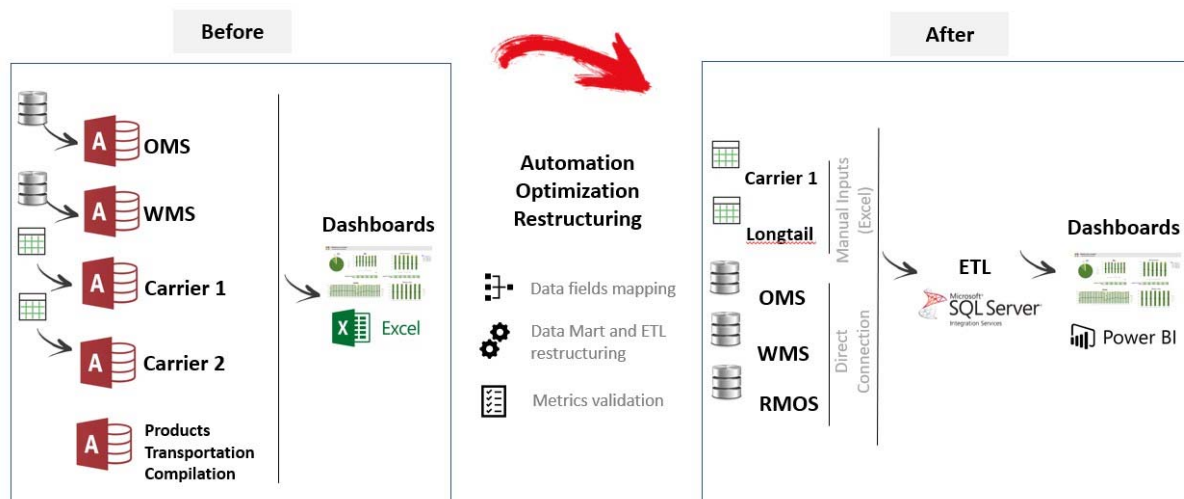 Before
A
OMS
A
WMS
A
Carrier 1
A
Carrier 2
A
Products
Transportation
Compilation
Dashboards
X
Excel
Automation
Optimization
Restructuring
Data fields mapping
Data Mart and ETL
restructuring
Metrics validation
After
Carrier 1
Longtail
Manual Inputs
(Excel)
OMS
WMS
RMOS
Direct
Connection
ETL
Microsoft®
SQL Server
Integration Services
Dashboards
Power BI